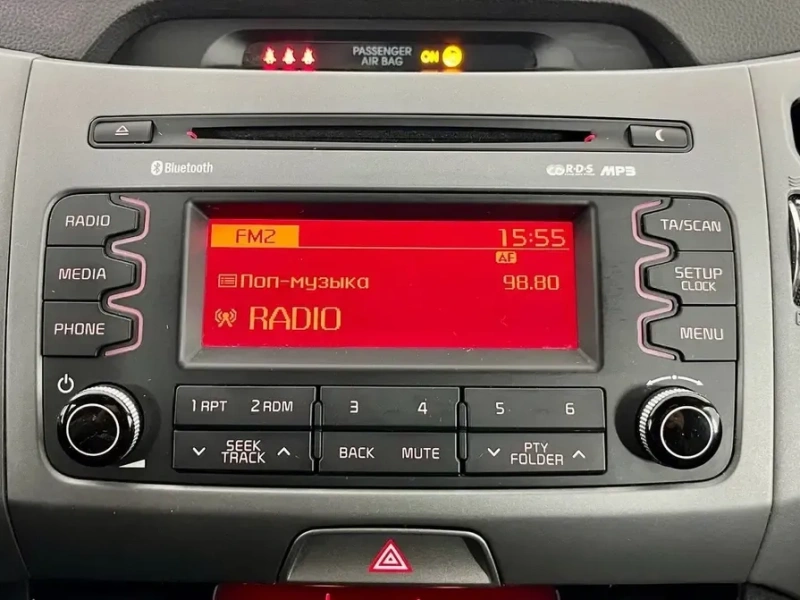 PASSENGER
AIR BAG
ON
Bluetooth
R·D·S MP3
RADIO
MEDIA
PHONE
FM2 15:55
AF
Поп-музыка 98.80
RADIO
TA/SCAN
SETUP
CLOCK
MENU
1 RPT 2 RDM 3 4 5 6
SEEK
TRACK
BACK MUTE
PTY
FOLDER